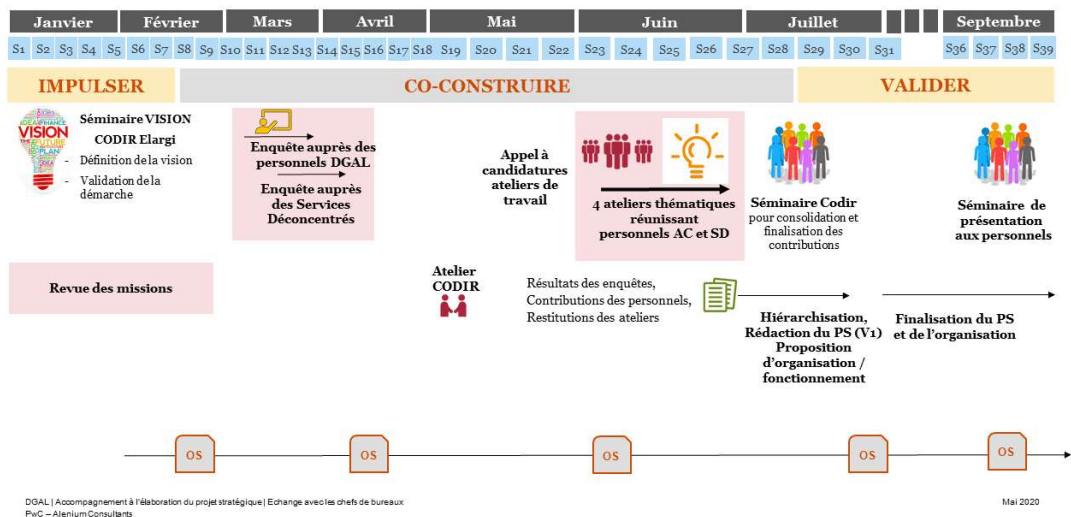 Janvier Février Mars Avril Mai Juin Juillet Septembre
S1 S2 S3 S4 S5 S6 S7 S8 S9 S10 S11 S12 S13 S14 S15 S16 S17 S18 S19 S20 S21 S22 S23 S24 S25 S26 S27 S28 S29 S30 S31 S36 S37 S38 S39
IMPULSER CO-CONSTRUIRE VALIDER
VISION
Séminaire VISION
CODIR Elargi
- Définition de la vision
- Validation de la
démarche
Enquête auprès des
personnels DGAL
Enquête auprès
des Services
Déconcentrés
Appel à
candidatures
ateliers de
travail
4 ateliers thématiques
réunissant
personnels AC et SD
Séminaire Codir
pour consolidation et
finalisation des
contributions
Séminaire de
présentation
aux personnels
Revue des missions
Atelier
CODIR
Résultats des enquêtes,
Contributions des personnels,
Restitutions des ateliers
Hiérarchisation,
Rédaction du PS (V1)
Proposition
d'organisation /
fonctionnement
Finalisation du PS
et de l'organisation
OS OS OS OS OS
DGAL | Accompagnement à l'élaboration du projet stratégique | Echange avec les chefs de bureaux
PwC – Alenium Consultants
Mai 2020